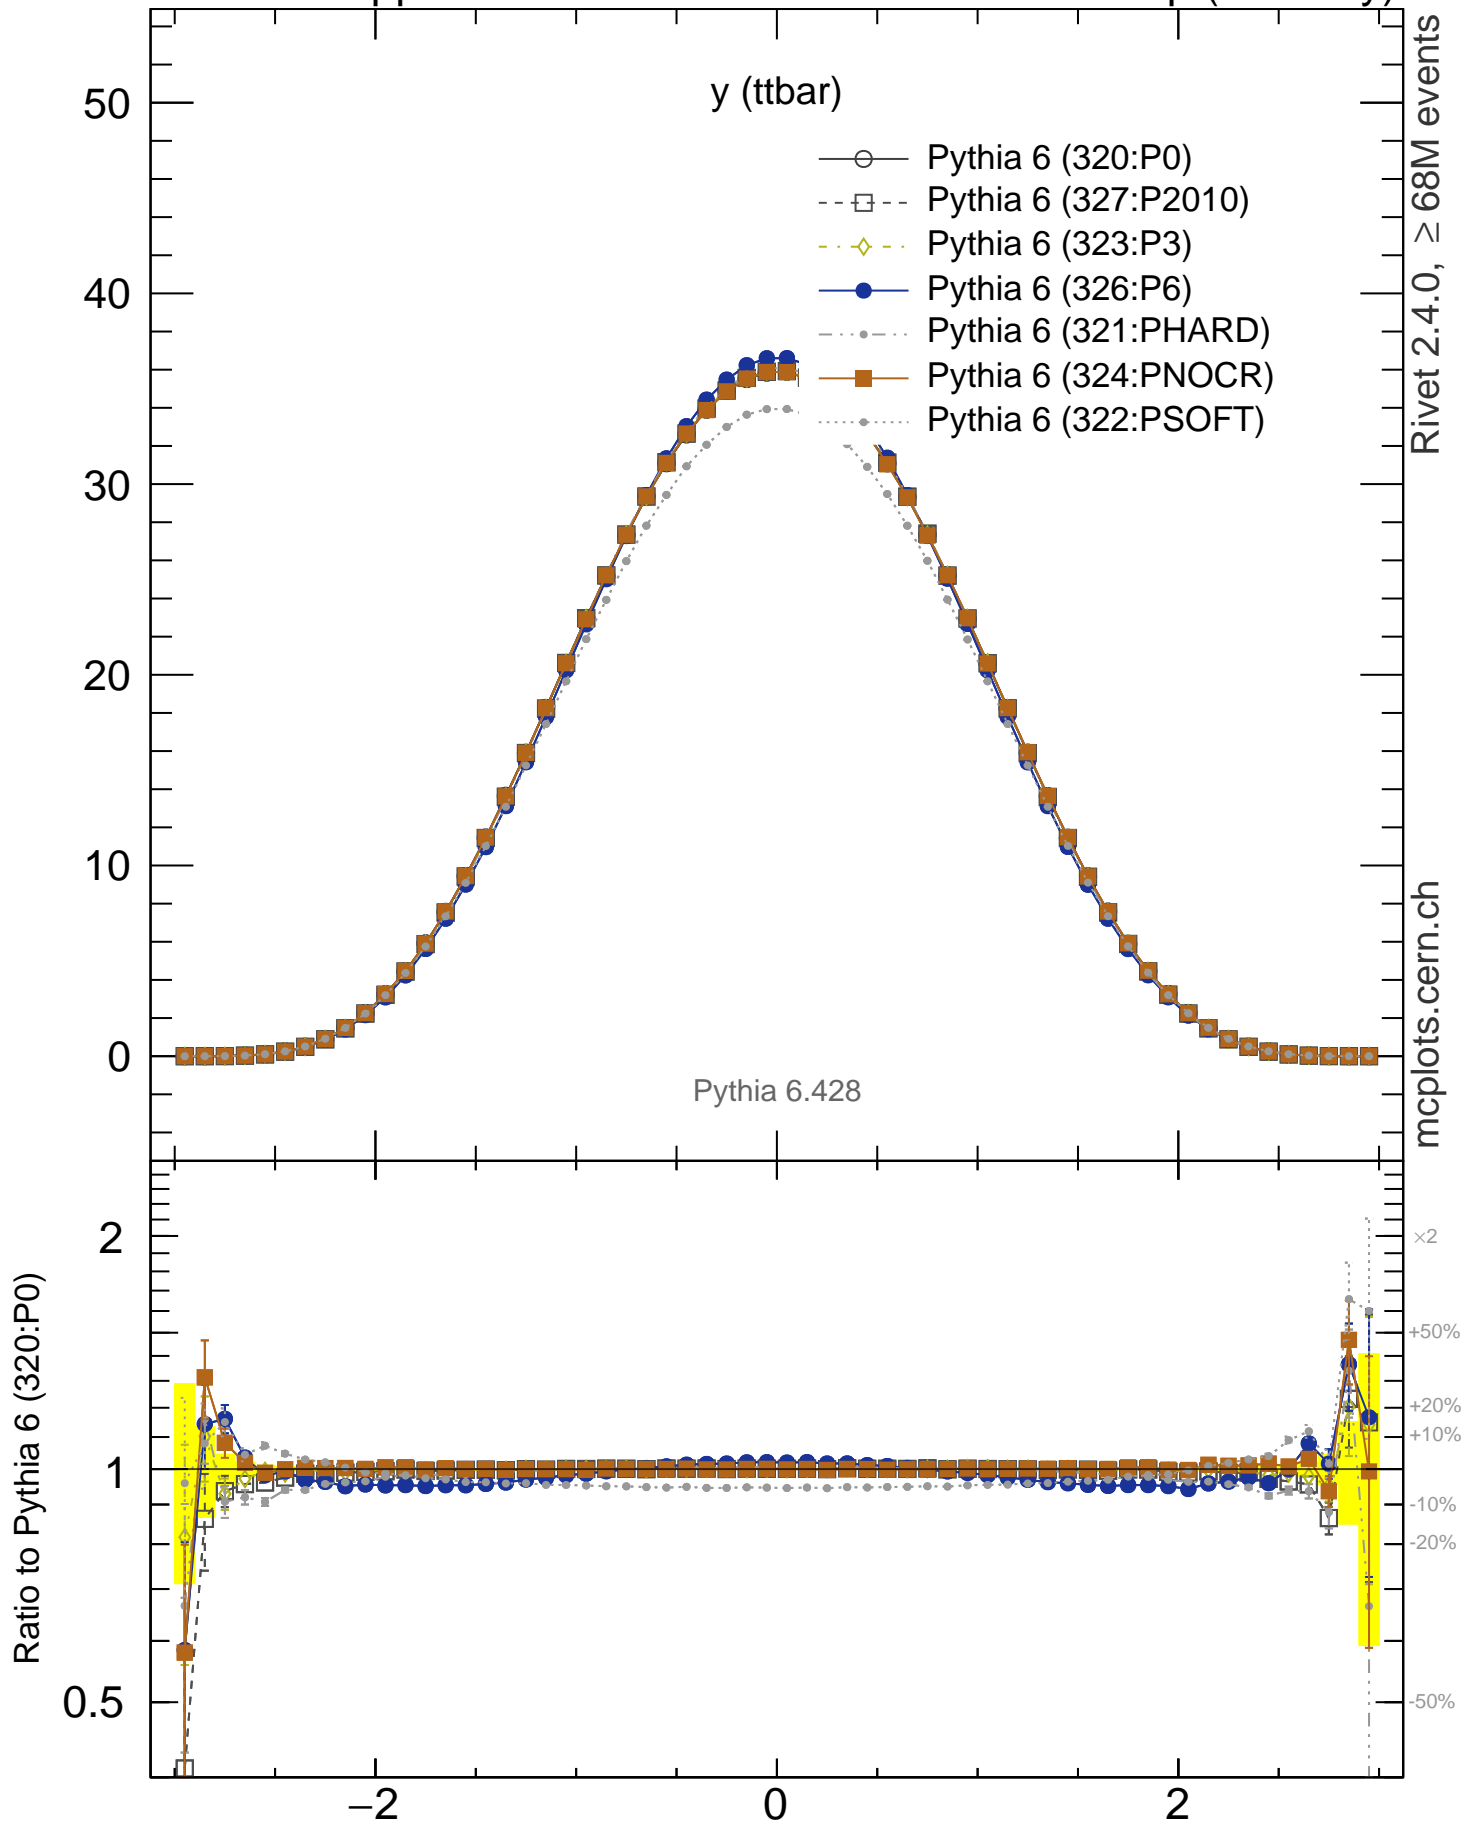 y (ttbar)
Pythia 6 (320:P0)
Pythia 6 (327:P2010)
Pythia 6 (323:P3)
Pythia 6 (326:P6)
Pythia 6 (321:PHARD)
Pythia 6 (324:PNOCR)
Pythia 6 (322:PSOFT)
50
40
30
20
10
0
Pythia 6.428
Rivet 2.4.0, ≥ 68M events
mcplots.cern.ch
Ratio to Pythia 6 (320:P0)
2
1
0.5
×2
+50%
+20%
+10%
-10%
-20%
-50%
−2
0
2